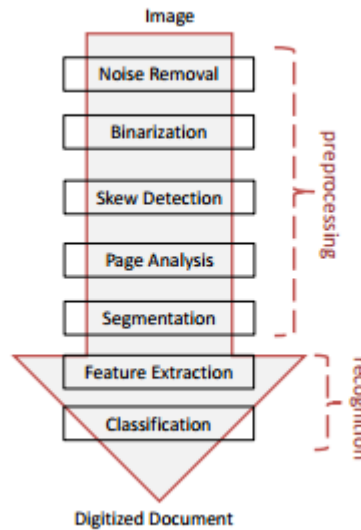 Image
Noise Removal
Binarization
Skew Detection
Page Analysis
Segmentation
preprocessing
Feature Extraction
Classification
recognition
Digitized Document